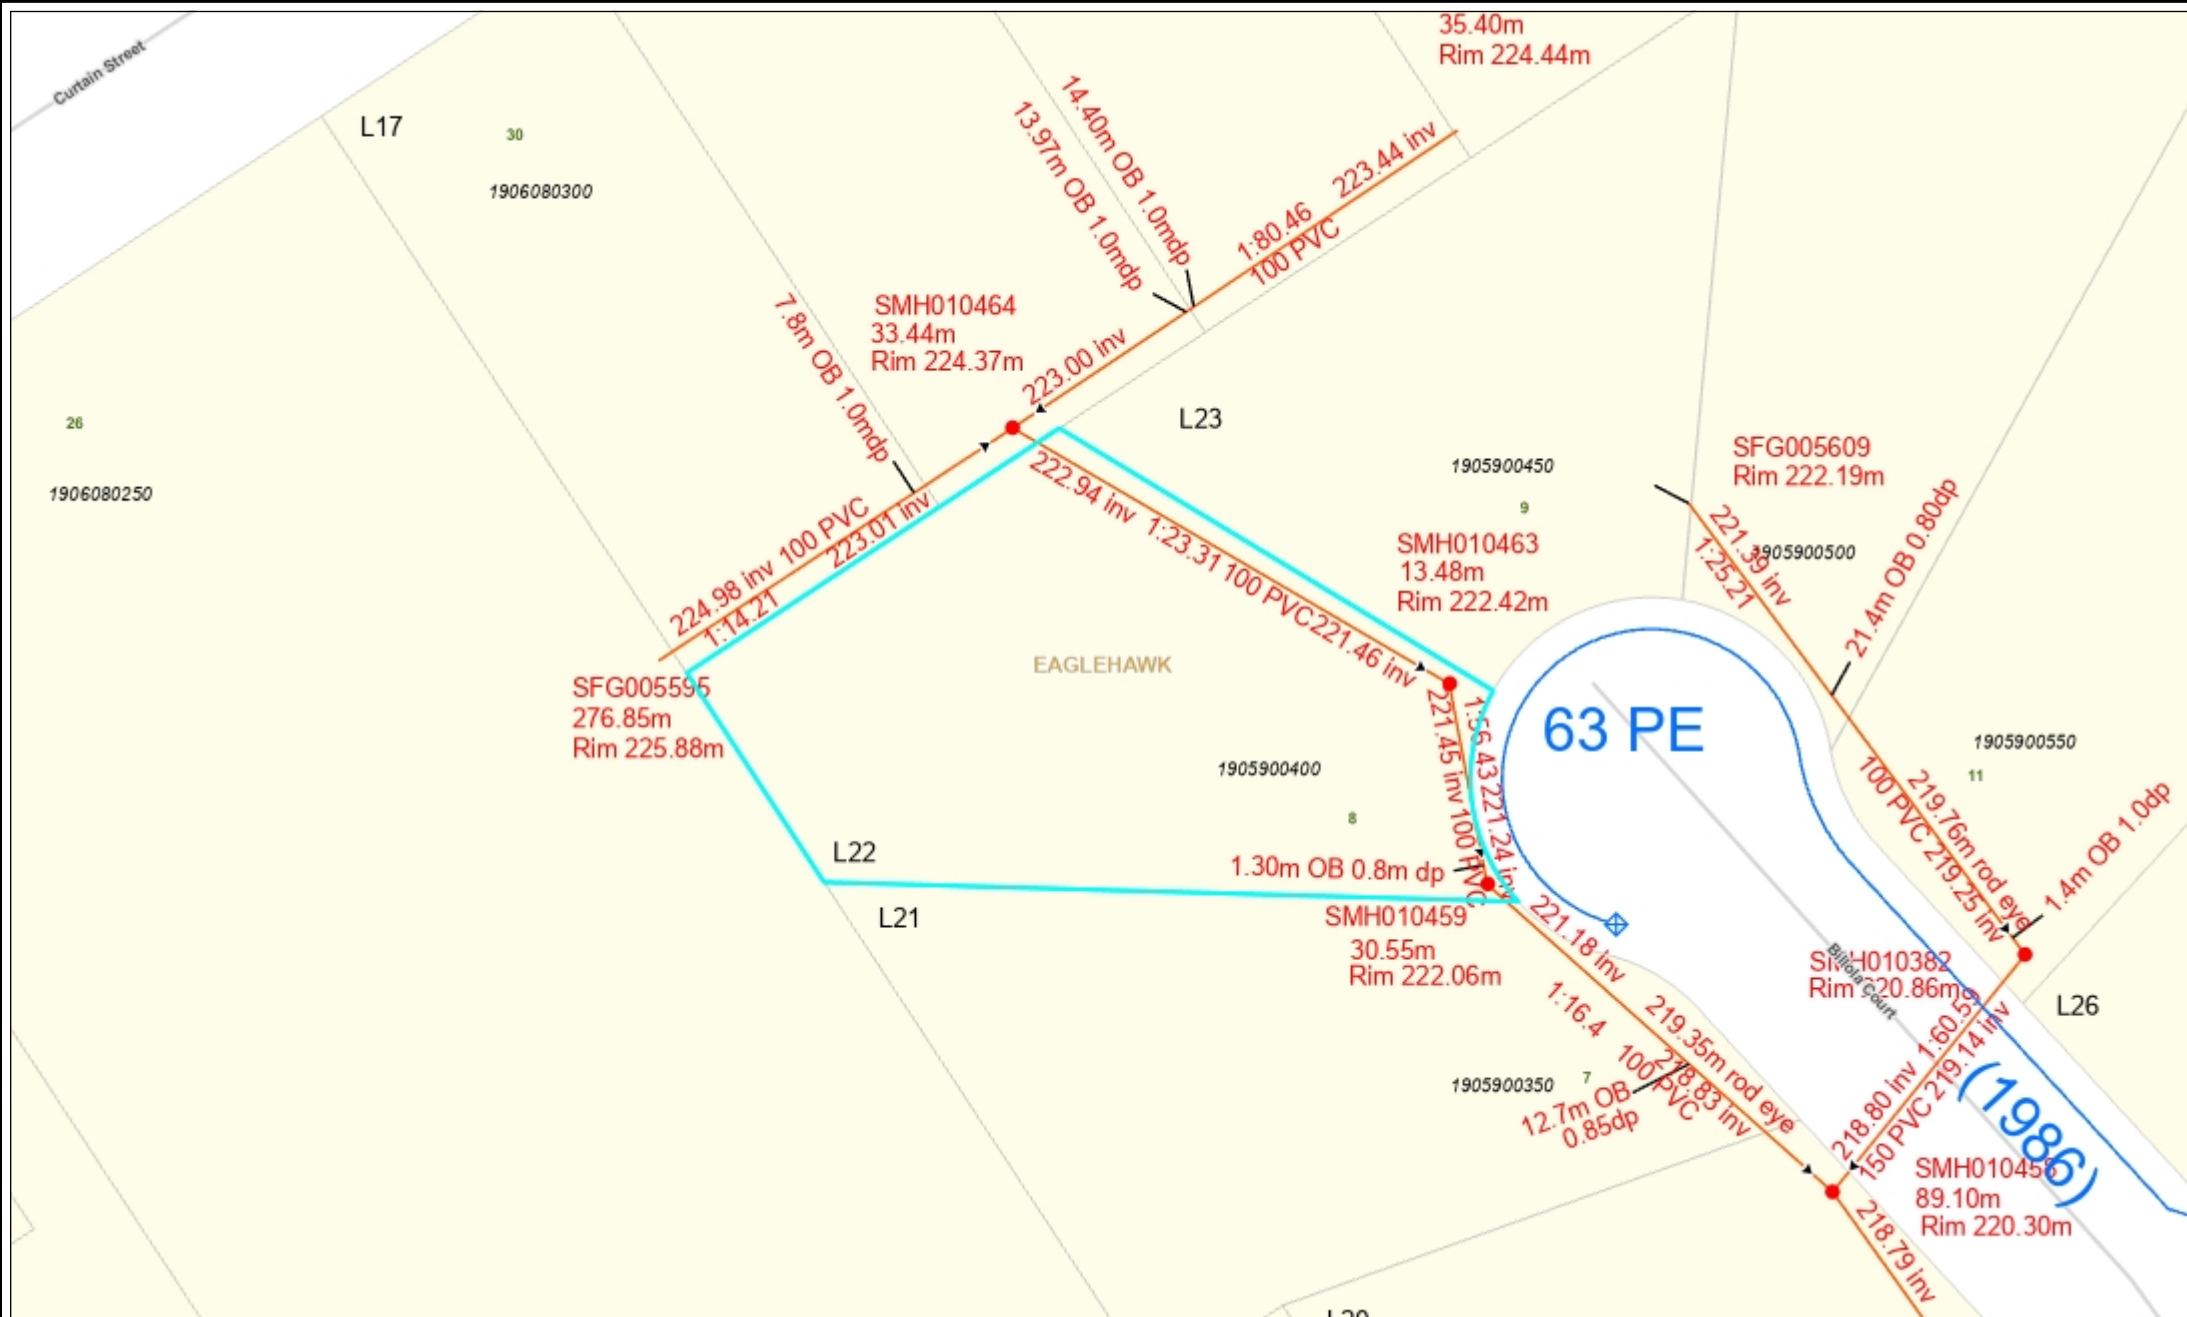 Curtain Street
L17
30
1906080300
35.40m
Rim 224.44m
14.40m OB 1.0mdp
13.97m OB 1.0mdp
223.44 inv
1:80.46
100 PVC
SMH010464
33.44m
Rim 224.37m
7.8m OB 1.0mdp
223.00 inv
L23
26
1906080250
1905900450
9
SFG005609
Rim 222.19m
222.94 inv
1:23.31
100 PVC
221.46 inv
224.98 inv
100 PVC
1:14.21
223.01 inv
SMH010463
13.48m
Rim 222.42m
221.39 inv
1:25.21
1905900500
21.4m OB 0.80dp
SFG005595
276.85m
Rim 225.88m
EAGLEHAWK
63 PE
221.45 inv
100 PVC
1:56.43
221.24 inv
1905900400
8
1905900550
11
L22
1.30m OB 0.8m dp
100 PVC
219.25 inv
219.76m rod eye
1.4m OB 1.0dp
L21
SMH010459
30.55m
Rim 222.06m
221.18 inv
1:16.4
100 PVC
219.35m rod eye
218.83 inv
SMH010382
Rim 220.86m
Billola Court
L26
218.80 inv
150 PVC
219.14 inv
1905900350
7
12.7m OB
0.85dp
(1986)
89.10m
Rim 220.30m
218.79 inv